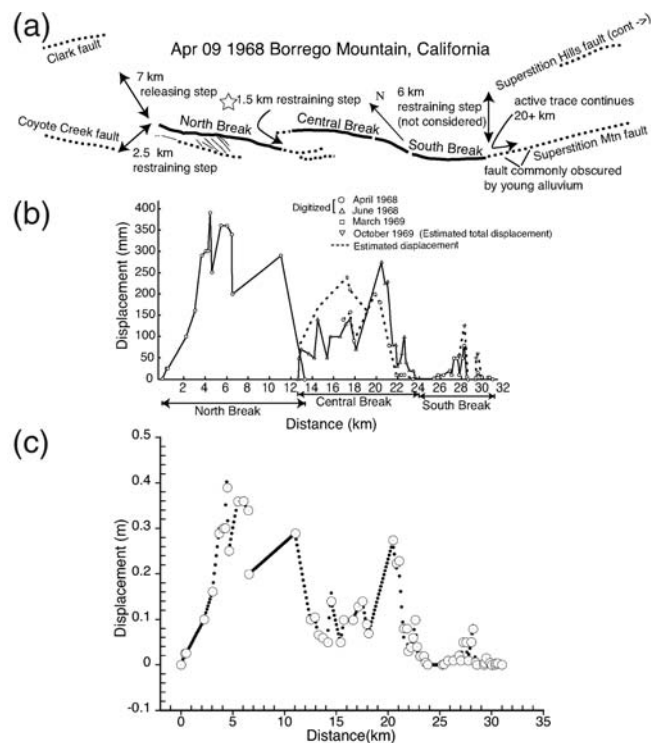 (a)
Apr 09 1968 Borrego Mountain, California
Clark fault
7 km
releasing step
Coyote Creek fault
2.5 km
restraining step
North Break
1.5 km restraining step
Central Break
N
6 km
restraining step
(not considered)
South Break
Superstition Hills fault (cont ->)
active trace continues
20+ km
Superstition Mtn fault
fault commonly obscured
by young alluvium
(b)
Displacement (mm)
400
350
300
250
200
150
100
50
0
Digitized
April 1968
June 1968
March 1969
October 1969 (Estimated total displacement)
Estimated displacement
2 4 6 8 10 12 14 16 18 20 22 24 26 28 30 32
North Break
Central Break
South Break
Distance (km)
(c)
Displacement (m)
0.5
0.4
0.3
0.2
0.1
0
-0.1
0 5 10 15 20 25 30 35
Distance(km)